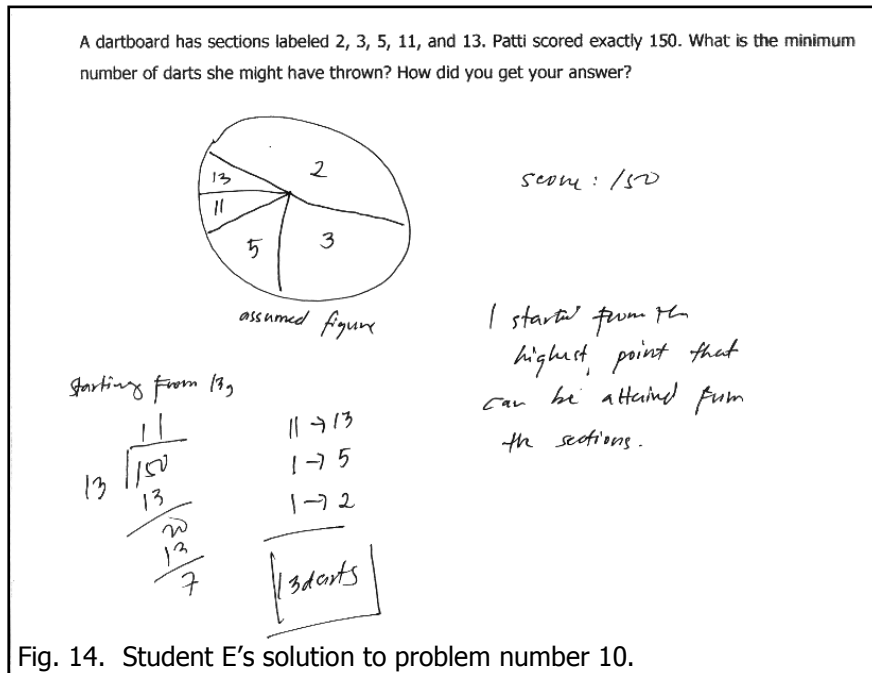 A dartboard has sections labeled 2, 3, 5, 11, and 13. Patti scored exactly 150. What is the minimum
number of darts she might have thrown? How did you get your answer?
13
2
11
5
3
assumed figure
score : 150
I started from the
highest point that
can be attained from
the sections.
starting from 13,
11
13 150
13
20
13
7
11 → 13
1 → 5
1 → 2
13 darts
Fig. 14. Student E's solution to problem number 10.